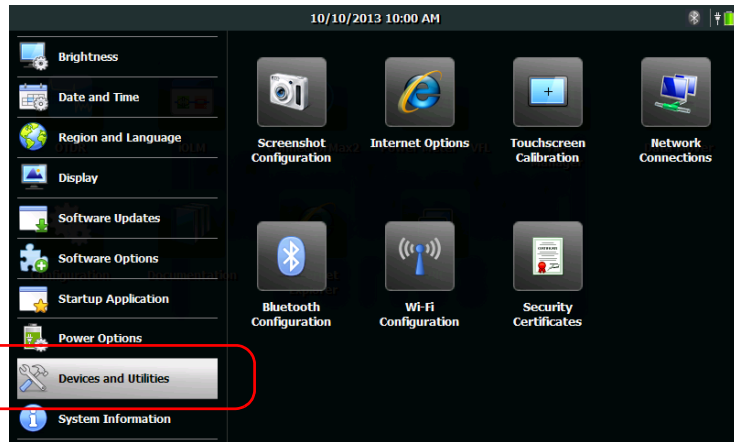 10/10/2013 10:00 AM
Brightness
Date and Time
Region and Language
Display
Software Updates
Software Options
Startup Application
Power Options
Devices and Utilities
System Information
Screenshot
Configuration
Internet Options
Touchscreen
Calibration
Network
Connections
Bluetooth
Configuration
Wi-Fi
Configuration
Security
Certificates